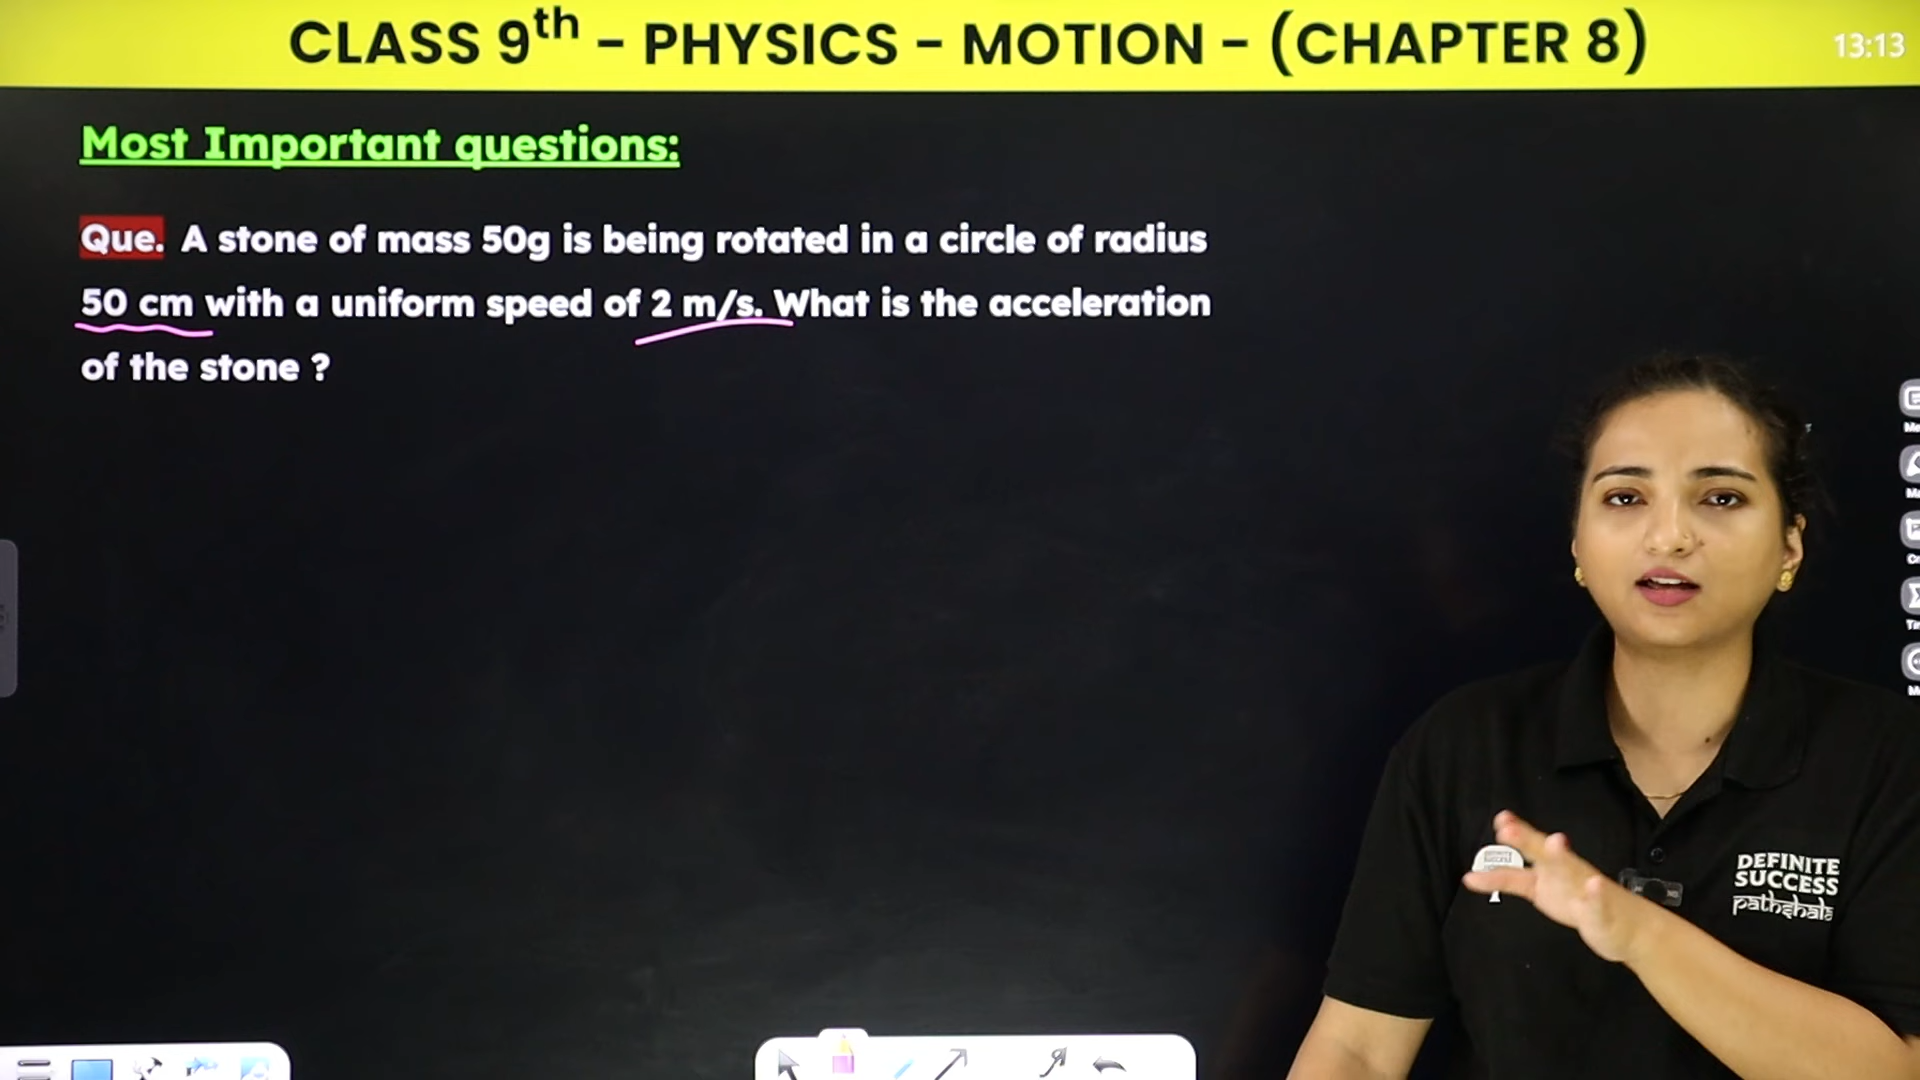 CLASS 9th - PHYSICS - MOTION - (CHAPTER 8)
13:13
Most Important questions:
Que. A stone of mass 50g is being rotated in a circle of radius
50 cm with a uniform speed of 2 m/s. What is the acceleration
of the stone ?
DEFINITE
SUCCESS
pathshala